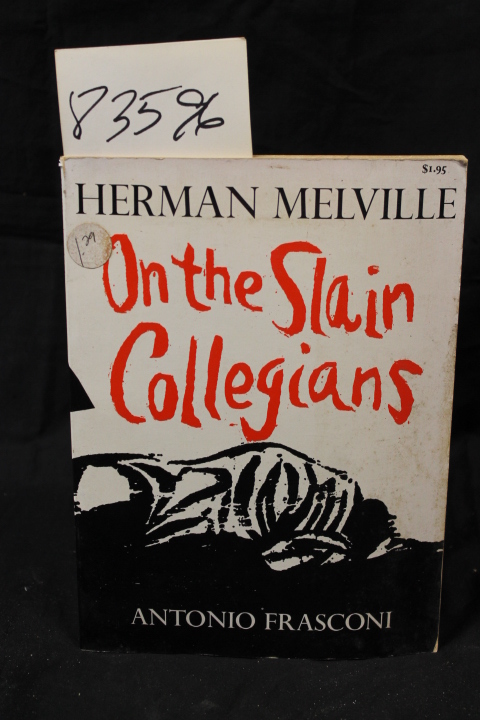 83596
$1.95
HERMAN MELVILLE
On the Slain
Collegians
ANTONIO FRASCONI